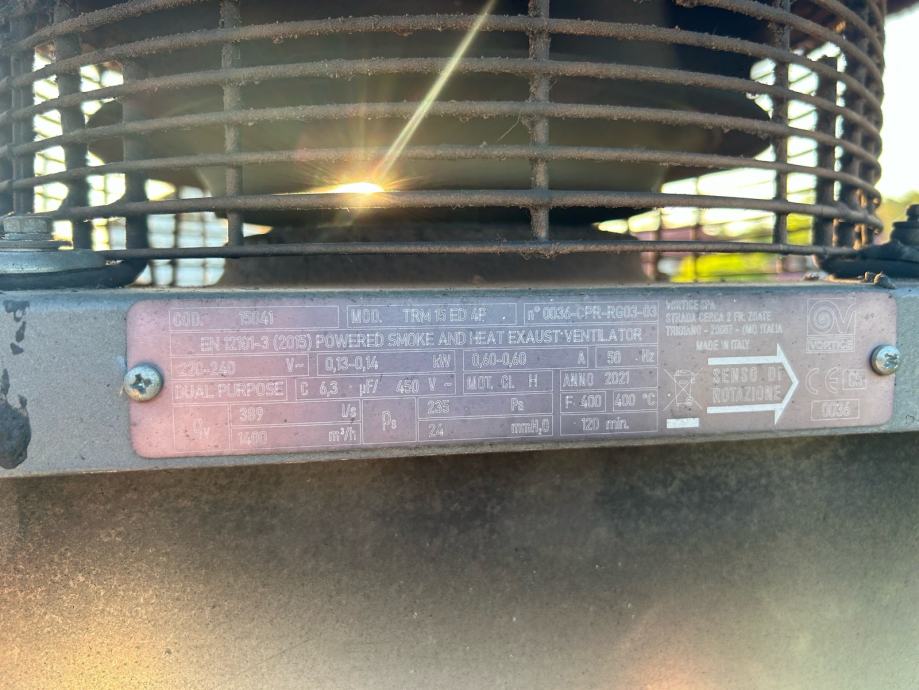 COD. 15041 MOD. TRM 15 ED 4P n° 0036-CPR-RG03-03
EN 12101-3 (2015) POWERED SMOKE AND HEAT EXAUST VENTILATOR
220-240 V~ 0,13-0,14 kW 0,60-0,60 A 50 Hz
DUAL PURPOSE C 6,3 µF/ 450 V ~ MOT. CL. H ANNO 2021
Qv 389 l/s Ps 235 Pa F 400 400 °C
1400 m³/h 24 mmH₂O 120 min.
VORTICE SPA
STRADA CERCA 2 FR. ZOATE
TRIBIANO - 20067 - (MI) ITALIA
MADE IN ITALY
SENSO DI
ROTAZIONE
VORTICE
CE
0036